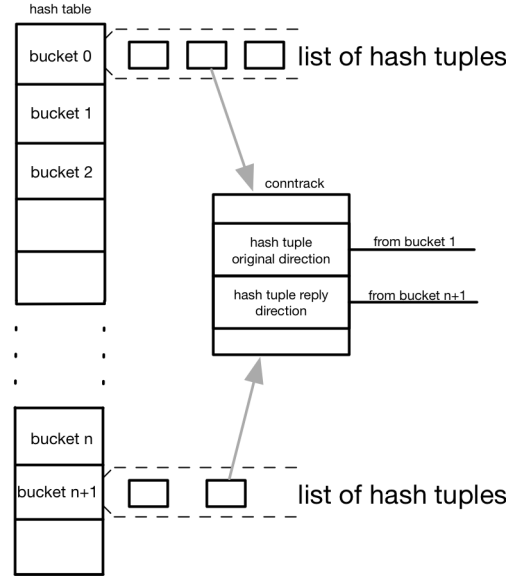 hash table
bucket 0
list of hash tuples
bucket 1
bucket 2
conntrack
hash tuple
original direction
from bucket 1
hash tuple reply
direction
from bucket n+1
bucket n
bucket n+1
list of hash tuples